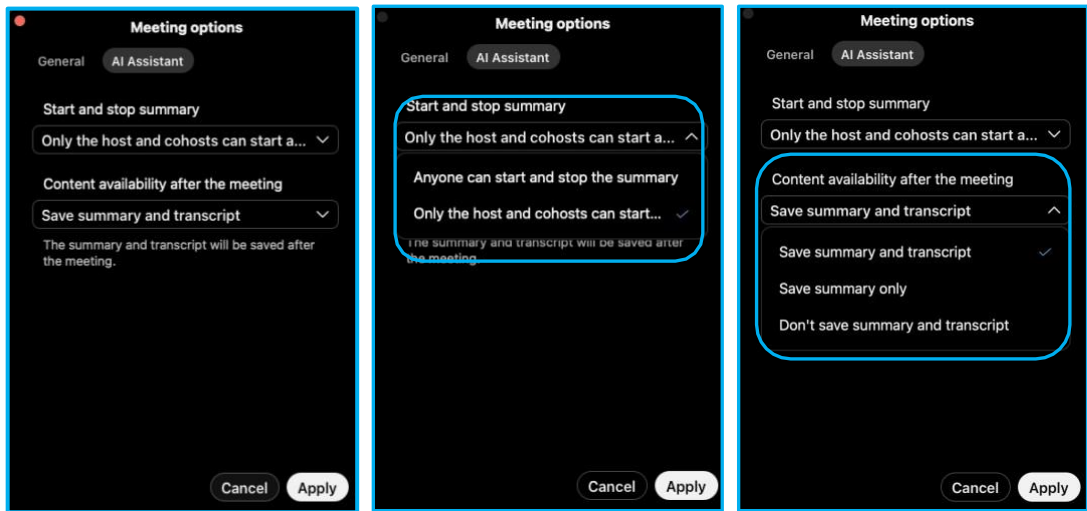 Meeting options
General AI Assistant
Start and stop summary
Only the host and cohosts can start a...
Content availability after the meeting
Save summary and transcript
The summary and transcript will be saved after
the meeting.
Cancel Apply
Meeting options
General AI Assistant
Start and stop summary
Only the host and cohosts can start a...
Anyone can start and stop the summary
Only the host and cohosts can start...
The summary and transcript will be saved after
the meeting.
Cancel Apply
Meeting options
General AI Assistant
Start and stop summary
Only the host and cohosts can start a...
Content availability after the meeting
Save summary and transcript
Save summary and transcript
Save summary only
Don't save summary and transcript
Cancel Apply